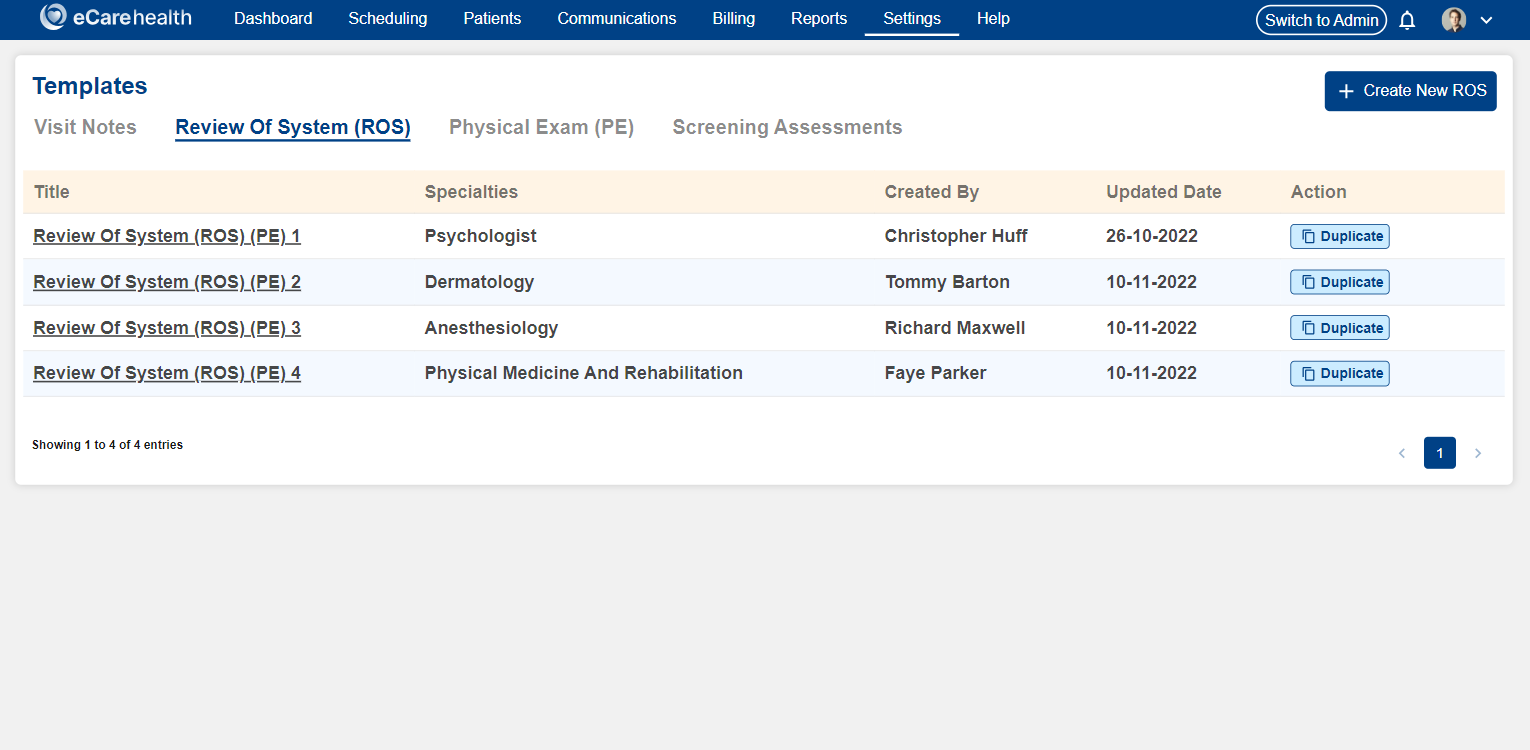 eCarehealth Dashboard Scheduling Patients Communications Billing Reports Settings Help Switch to Admin
Templates
Create New ROS
Visit Notes Review Of System (ROS) Physical Exam (PE) Screening Assessments
Title Specialties Created By Updated Date Action
Review Of System (ROS) (PE) 1 Psychologist Christopher Huff 26-10-2022 Duplicate
Review Of System (ROS) (PE) 2 Dermatology Tommy Barton 10-11-2022 Duplicate
Review Of System (ROS) (PE) 3 Anesthesiology Richard Maxwell 10-11-2022 Duplicate
Review Of System (ROS) (PE) 4 Physical Medicine And Rehabilitation Faye Parker 10-11-2022 Duplicate
Showing 1 to 4 of 4 entries
1